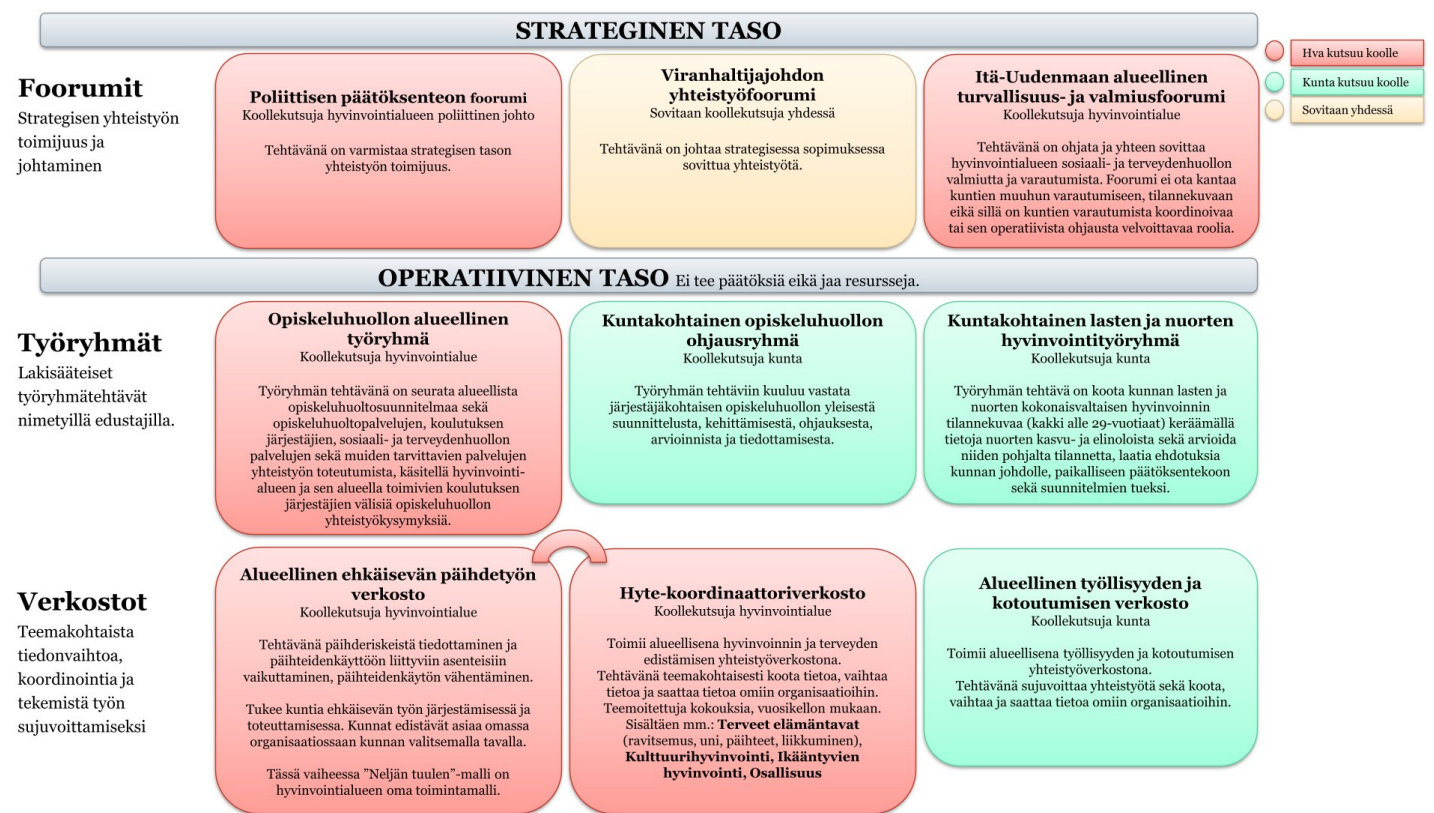 STRATEGINEN TASO
Hva kutsuu koolle
Kunta kutsuu koolle
Sovitaan yhdessä
Foorumit
Strategisen yhteistyön
toimijuus ja
johtaminen
Poliittisen päätöksenteon foorumi
Koollekutsuja hyvinvointialueen poliittinen johto
Tehtävänä on varmistaa strategisen tason
yhteistyön toimijuus.
Viranhaltijajohdon
yhteistyöfoorumi
Sovitaan koollekutsuja yhdessä
Tehtävänä on johtaa strategisessa sopimuksessa
sovittua yhteistyötä.
Itä-Uudenmaan alueellinen
turvallisuus- ja valmiusfoorumi
Koollekutsuja hyvinvointialue
Tehtävänä on ohjata ja yhteen sovittaa
hyvinvointialueen sosiaali- ja terveydenhuollon
valmiutta ja varautumista. Foorumi ei ota kantaa
kuntien muuhun varautumiseen, tilannekuvaan
eikä sillä on kuntien varautumista koordinoivaa
tai sen operatiivista ohjausta velvoittavaa roolia.
OPERATIIVINEN TASO Ei tee päätöksiä eikä jaa resursseja.
Työryhmät
Lakisääteiset
työryhmätehtävät
nimetyillä edustajilla.
Opiskeluhuollon alueellinen
työryhmä
Koollekutsuja hyvinvointialue
Työryhmän tehtävänä on seurata alueellista
opiskeluhuoltosuunnitelmaa sekä
opiskeluhuoltopalvelujen, koulutuksen
järjestäjien, sosiaali- ja terveydenhuollon
palvelujen sekä muiden tarvittavien palvelujen
yhteistyön toteutumista, käsitellä hyvinvointi-
alueen ja sen alueella toimivien koulutuksen
järjestäjien välisiä opiskeluhuollon
yhteistyökysymyksiä.
Kuntakohtainen opiskeluhuollon
ohjausryhmä
Koollekutsuja kunta
Työryhmän tehtäviin kuuluu vastata
järjestäjäkohtaisen opiskeluhuollon yleisestä
suunnittelusta, kehittämisestä, ohjauksesta,
arvioinnista ja tiedottamisesta.
Kuntakohtainen lasten ja nuorten
hyvinvointityöryhmä
Koollekutsuja kunta
Työryhmän tehtävä on koota kunnan lasten ja
nuorten kokonaisvaltaisen hyvinvoinnin
tilannekuvaa (kakki alle 29-vuotiaat) keräämällä
tietoja nuorten kasvu- ja elinoloista sekä arvioida
niiden pohjalta tilannetta, laatia ehdotuksia
kunnan johdolle, paikalliseen päätöksentekoon
sekä suunnitelmien tueksi.
Verkostot
Teemakohtaista
tiedonvaihtoa,
koordinointia ja
tekemistä työn
sujuvoittamiseksi
Alueellinen ehkäisevän päihdetyön
verkosto
Koollekutsuja hyvinvointialue
Tehtävänä päihderiskeistä tiedottaminen ja
päihteidenkäyttöön liittyviin asenteisiin
vaikuttaminen, päihteidenkäytön vähentäminen.
Tukee kuntia ehkäisevän työn järjestämisessä ja
toteuttamisessa. Kunnat edistävät asiaa omassa
organisaatiossaan kunnan valitsemalla tavalla.
Tässä vaiheessa ”Neljän tuulen”-malli on
hyvinvointialueen oma toimintamalli.
Hyte-koordinaattoriverkosto
Koollekutsuja hyvinvointialue
Toimii alueellisena hyvinvoinnin ja terveyden
edistämisen yhteistyöverkostona.
Tehtävänä teemakohtaisesti koota tietoa, vaihtaa
tietoa ja saattaa tietoa omiin organisaatioihin.
Teemoitettuja kokouksia, vuosikellon mukaan.
Sisältäen mm.: Terveet elämäntavat
(ravitsemus, uni, päihteet, liikkuminen),
Kulttuurihyvinvointi, Ikääntyvien
hyvinvointi, Osallisuus
Alueellinen työllisyyden ja
kotoutumisen verkosto
Koollekutsuja kunta
Toimii alueellisena työllisyyden ja kotoutumisen
yhteistyöverkostona.
Tehtävänä sujuvoittaa yhteistyötä sekä koota,
vaihtaa ja saattaa tietoa omiin organisaatioihin.